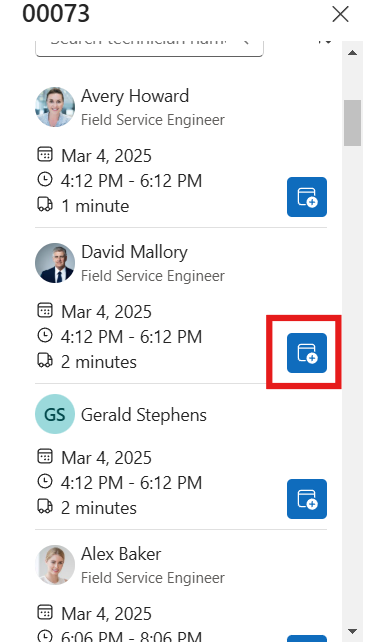 00073
Search technician nam
Avery Howard
Field Service Engineer
Mar 4, 2025
4:12 PM - 6:12 PM
1 minute
David Mallory
Field Service Engineer
Mar 4, 2025
4:12 PM - 6:12 PM
2 minutes
GS
Gerald Stephens
Mar 4, 2025
4:12 PM - 6:12 PM
2 minutes
Alex Baker
Field Service Engineer
Mar 4, 2025
6:06 PM - 8:06 PM